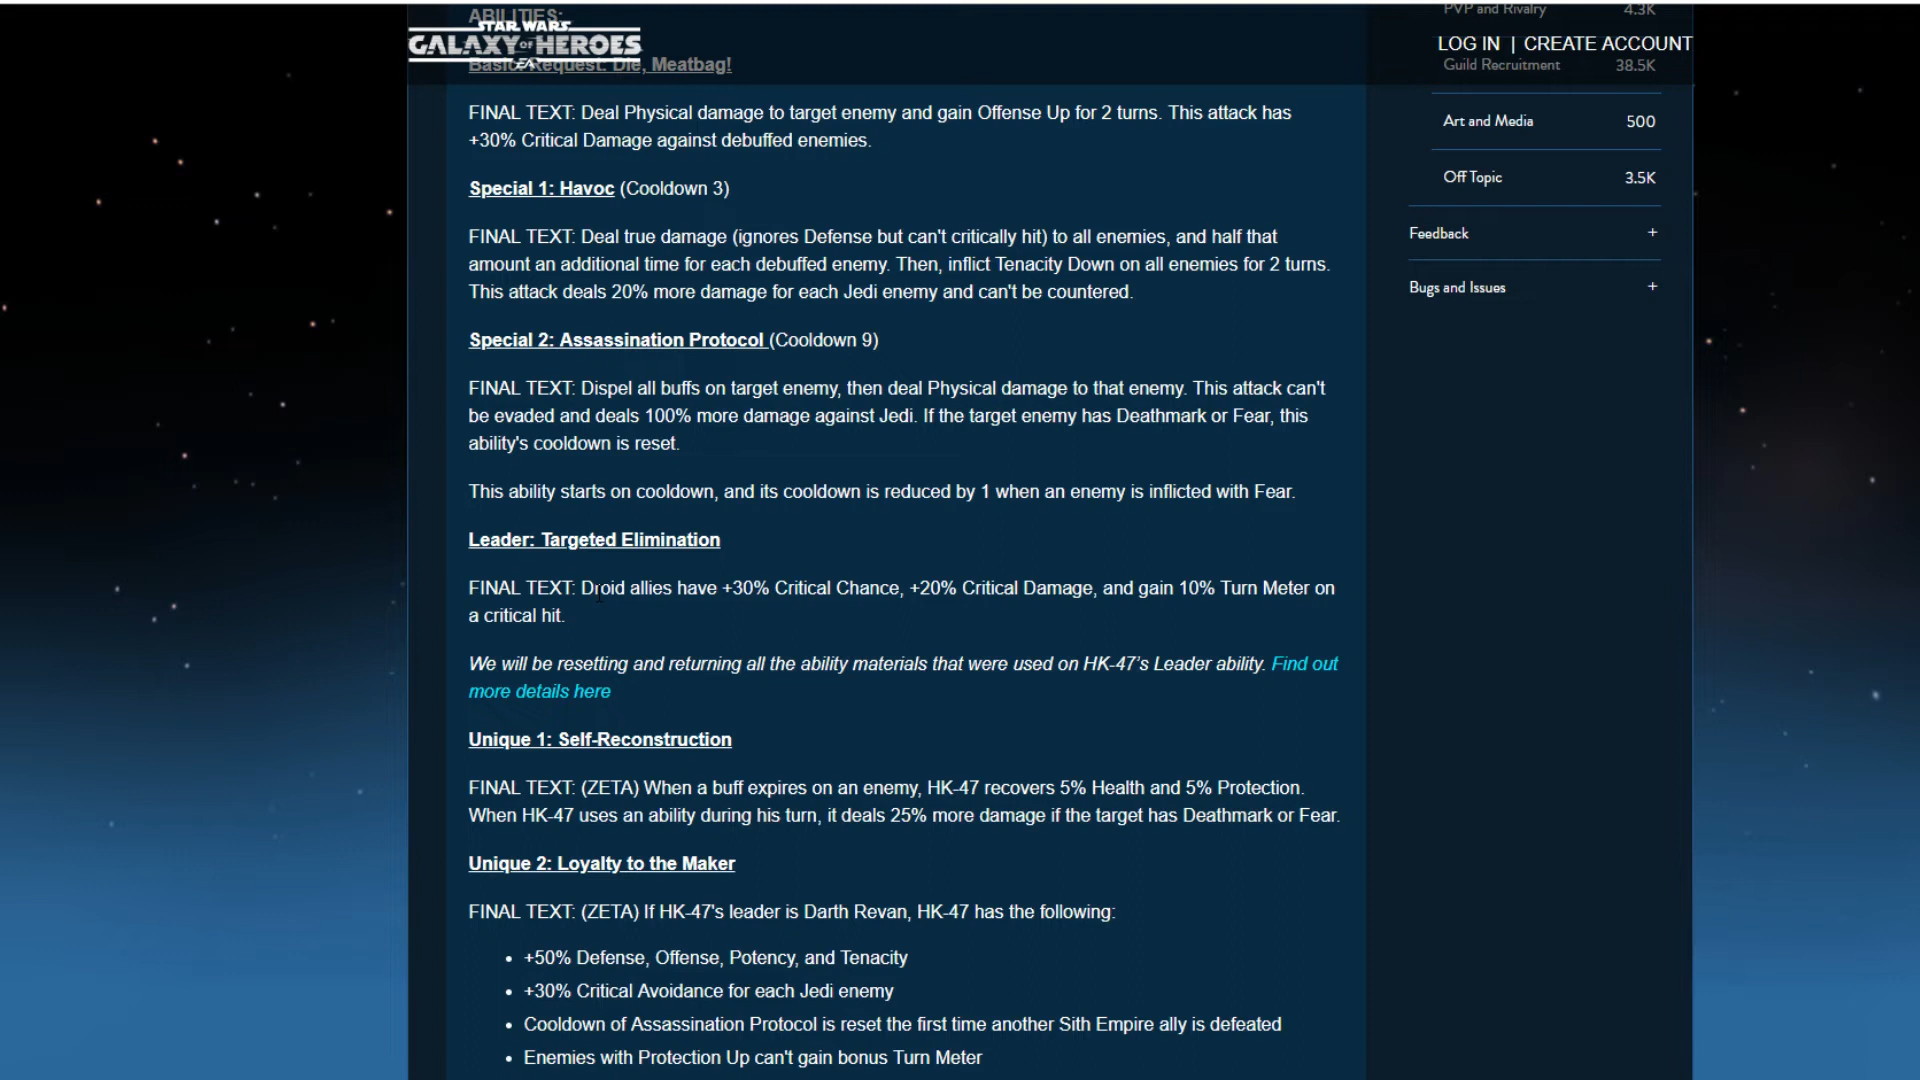 ABILITIES:
STAR WARS
GALAXY OF HEROES
EA
Basic Request: Die, Meatbag!
FINAL TEXT: Deal Physical damage to target enemy and gain Offense Up for 2 turns. This attack has
+30% Critical Damage against debuffed enemies.
Special 1: Havoc (Cooldown 3)
FINAL TEXT: Deal true damage (ignores Defense but can't critically hit) to all enemies, and half that
amount an additional time for each debuffed enemy. Then, inflict Tenacity Down on all enemies for 2 turns.
This attack deals 20% more damage for each Jedi enemy and can't be countered.
Special 2: Assassination Protocol (Cooldown 9)
FINAL TEXT: Dispel all buffs on target enemy, then deal Physical damage to that enemy. This attack can't
be evaded and deals 100% more damage against Jedi. If the target enemy has Deathmark or Fear, this
ability's cooldown is reset.
This ability starts on cooldown, and its cooldown is reduced by 1 when an enemy is inflicted with Fear.
Leader: Targeted Elimination
FINAL TEXT: Droid allies have +30% Critical Chance, +20% Critical Damage, and gain 10% Turn Meter on
a critical hit.
We will be resetting and returning all the ability materials that were used on HK-47's Leader ability. Find out
more details here
Unique 1: Self-Reconstruction
FINAL TEXT: (ZETA) When a buff expires on an enemy, HK-47 recovers 5% Health and 5% Protection.
When HK-47 uses an ability during his turn, it deals 25% more damage if the target has Deathmark or Fear.
Unique 2: Loyalty to the Maker
FINAL TEXT: (ZETA) If HK-47's leader is Darth Revan, HK-47 has the following:
• +50% Defense, Offense, Potency, and Tenacity
• +30% Critical Avoidance for each Jedi enemy
• Cooldown of Assassination Protocol is reset the first time another Sith Empire ally is defeated
• Enemies with Protection Up can't gain bonus Turn Meter
PVP and Rivalry 4.3K
LOG IN | CREATE ACCOUNT
Guild Recruitment 38.5K
Art and Media 500
Off Topic 3.5K
Feedback +
Bugs and Issues +